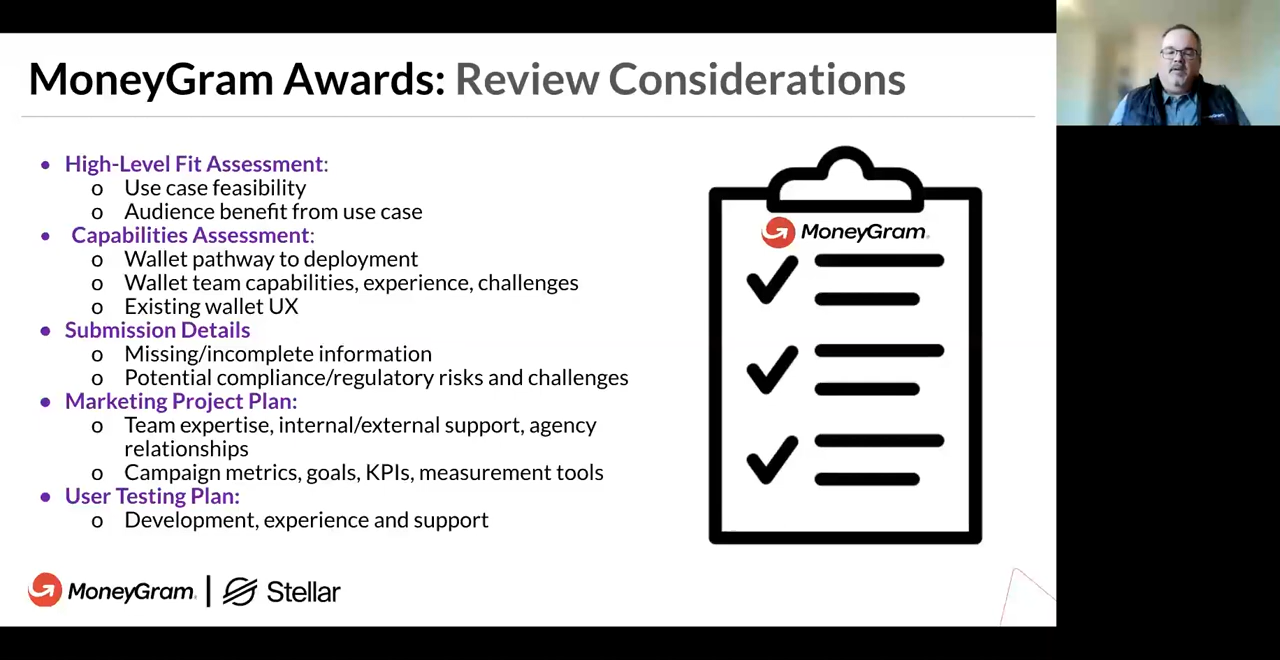 MoneyGram Awards: Review Considerations
• High-Level Fit Assessment:
o Use case feasibility
o Audience benefit from use case
• Capabilities Assessment:
o Wallet pathway to deployment
o Wallet team capabilities, experience, challenges
o Existing wallet UX
• Submission Details
o Missing/incomplete information
o Potential compliance/regulatory risks and challenges
• Marketing Project Plan:
o Team expertise, internal/external support, agency
relationships
o Campaign metrics, goals, KPIs, measurement tools
• User Testing Plan:
o Development, experience and support
MoneyGram.
MoneyGram. | Stellar